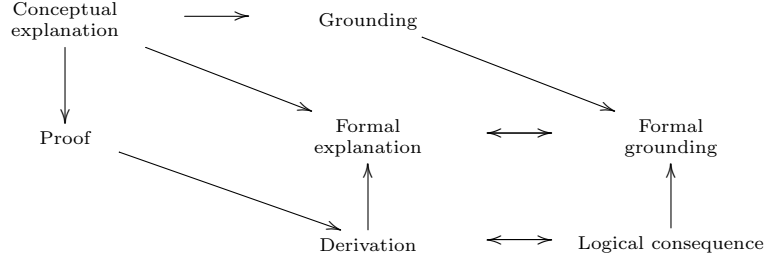 Conceptual
explanation
Grounding
Proof
Formal
explanation
Formal
grounding
Derivation
Logical consequence